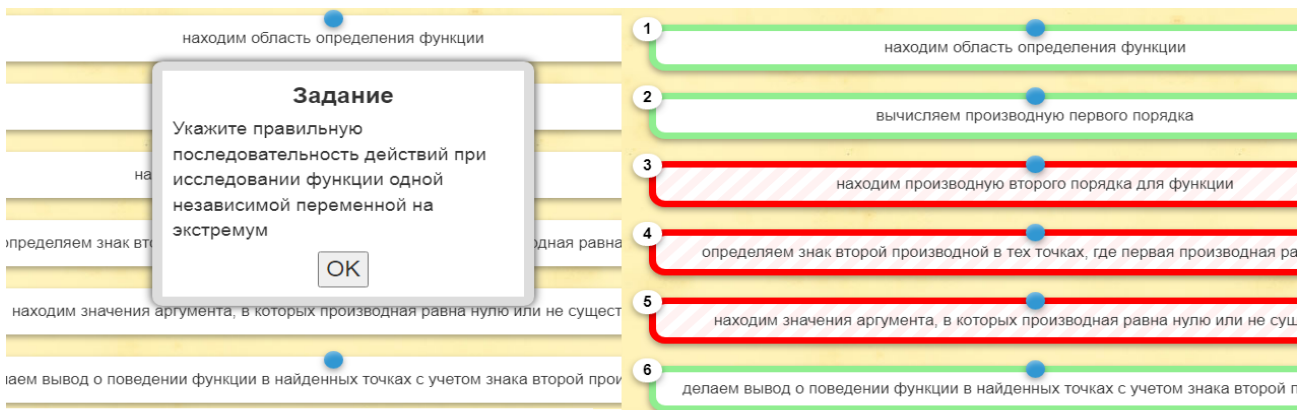 находим область определения функции
Задание
Укажите правильную
последовательность действий при
исследовании функции одной
независимой переменной на
экстремум
OK
на
определяем знак вто
одная равна
находим значения аргумента, в которых производная равна нулю или не сущест
лаем вывод о поведении функции в найденных точках с учетом знака второй прои
1
находим область определения функции
2
вычисляем производную первого порядка
3
находим производную второго порядка для функции
4
определяем знак второй производной в тех точках, где первая производная ра
5
находим значения аргумента, в которых производная равна нулю или не сущ
6
делаем вывод о поведении функции в найденных точках с учетом знака второй п